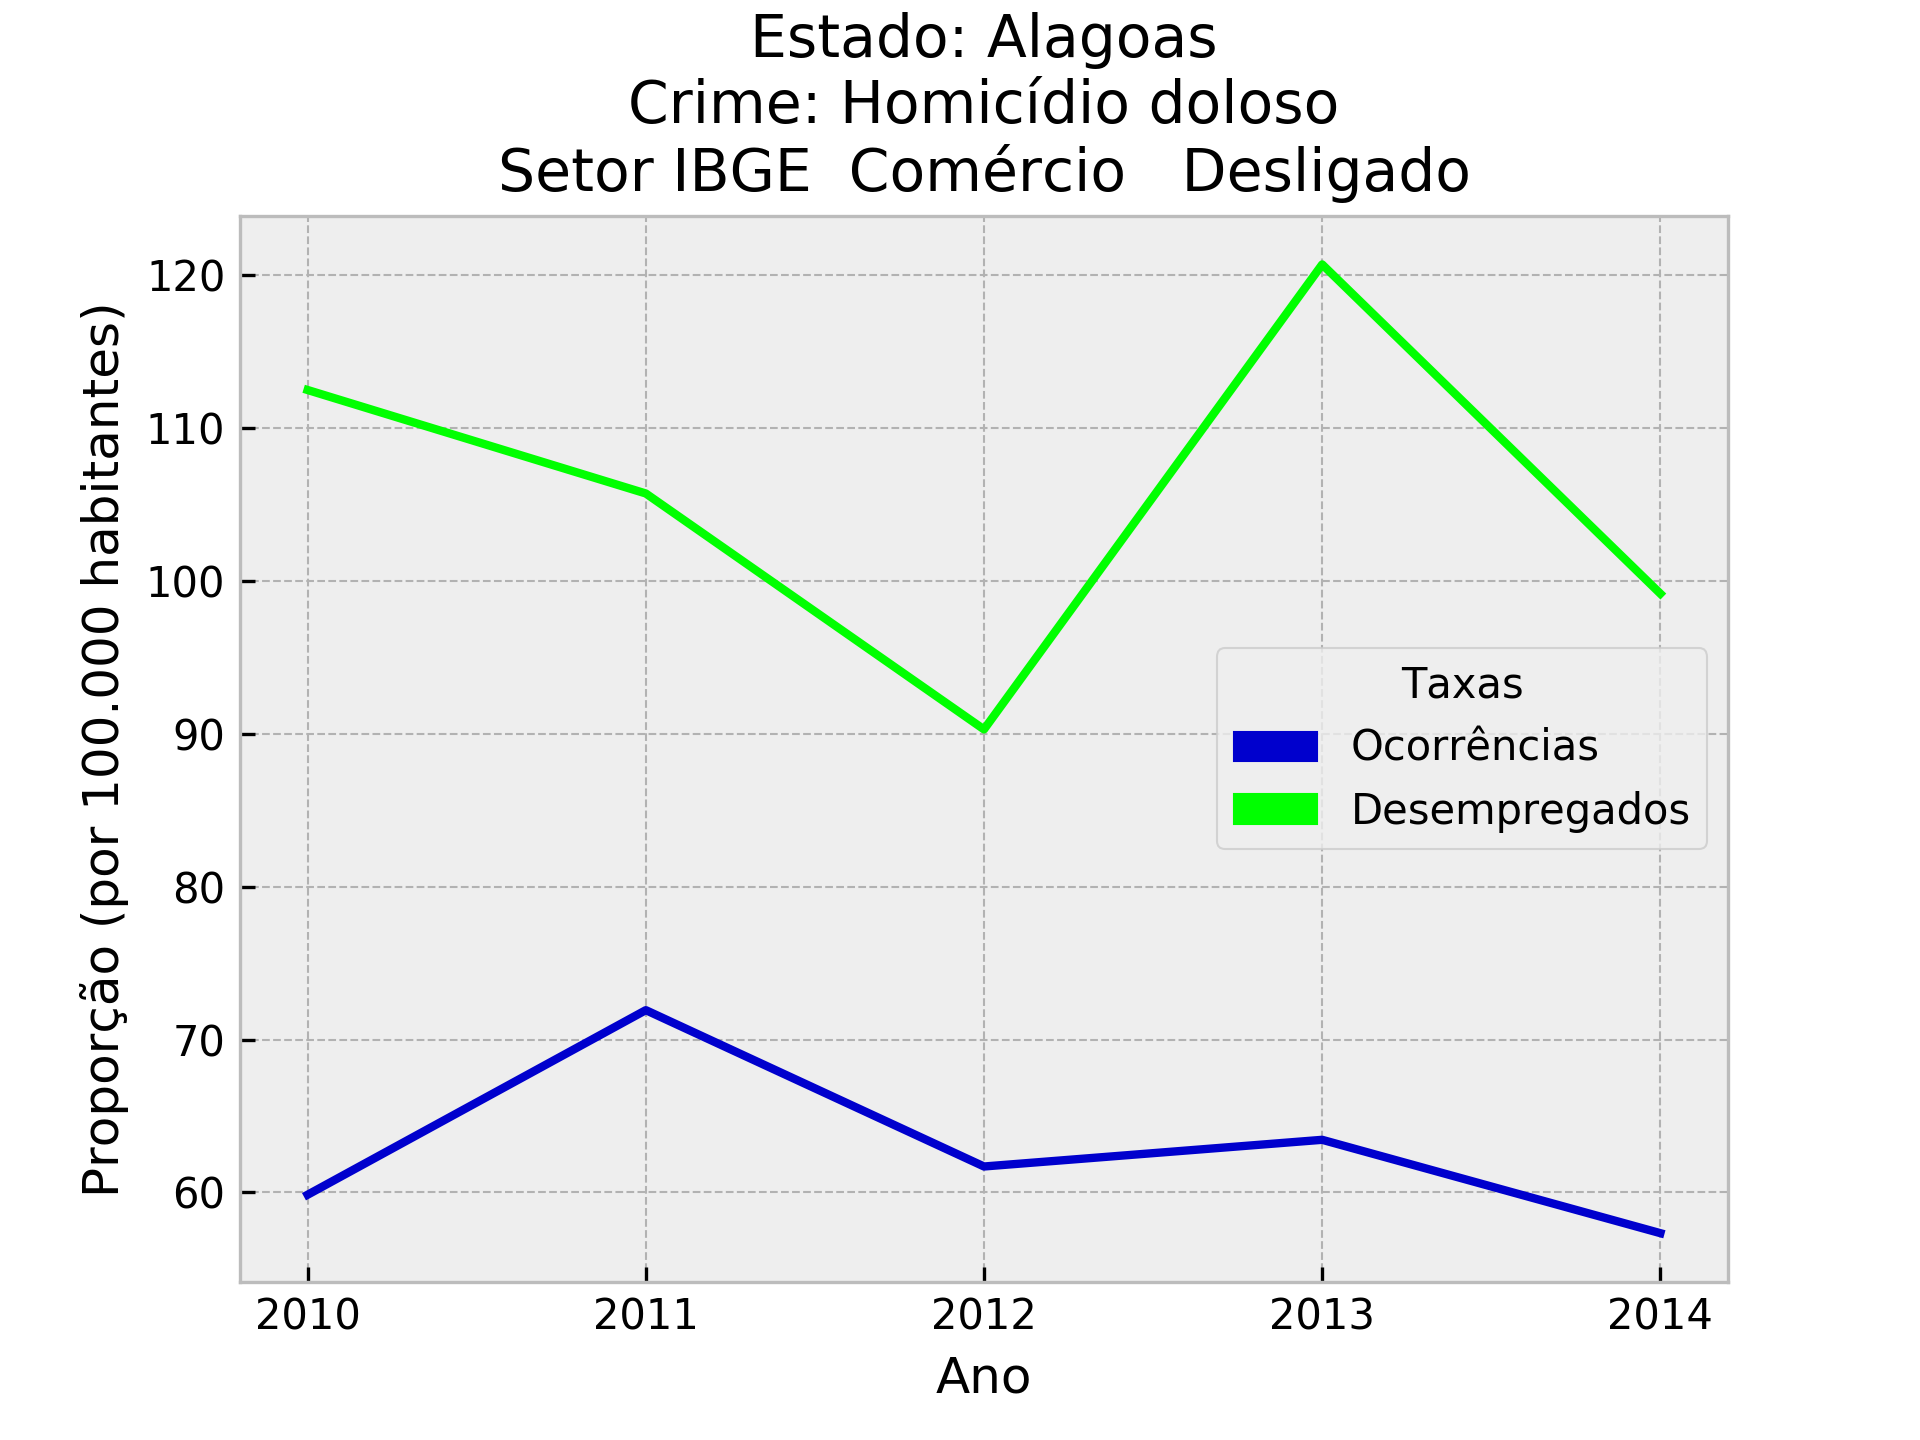 Estado: Alagoas
Crime: Homicídio doloso
Setor IBGE  Comércio   Desligado
Proporção (por 100.000 habitantes)
120
110
100
90
80
70
60
Taxas
Ocorrências
Desempregados
2010 2011 2012 2013 2014
Ano